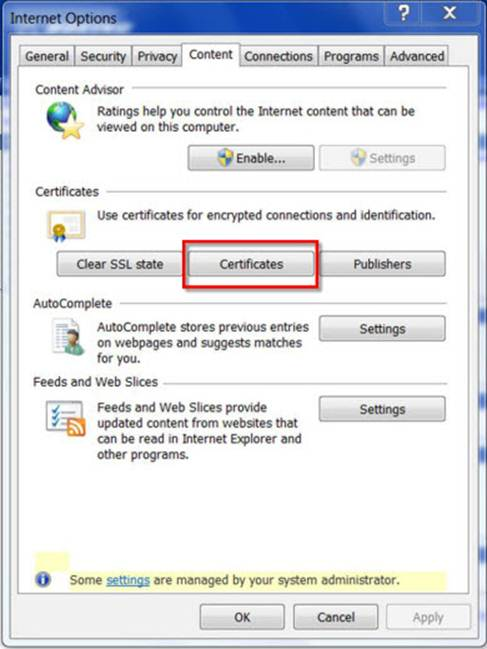 Internet Options
? X
General Security Privacy Content Connections Programs Advanced
Content Advisor
Ratings help you control the Internet content that can be
viewed on this computer.
Enable... Settings
Certificates
Use certificates for encrypted connections and identification.
Clear SSL state Certificates Publishers
AutoComplete
AutoComplete stores previous entries
on webpages and suggests matches
for you.
Settings
Feeds and Web Slices
Feeds and Web Slices provide
updated content from websites that
can be read in Internet Explorer and
other programs.
Settings
Some settings are managed by your system administrator.
OK Cancel Apply